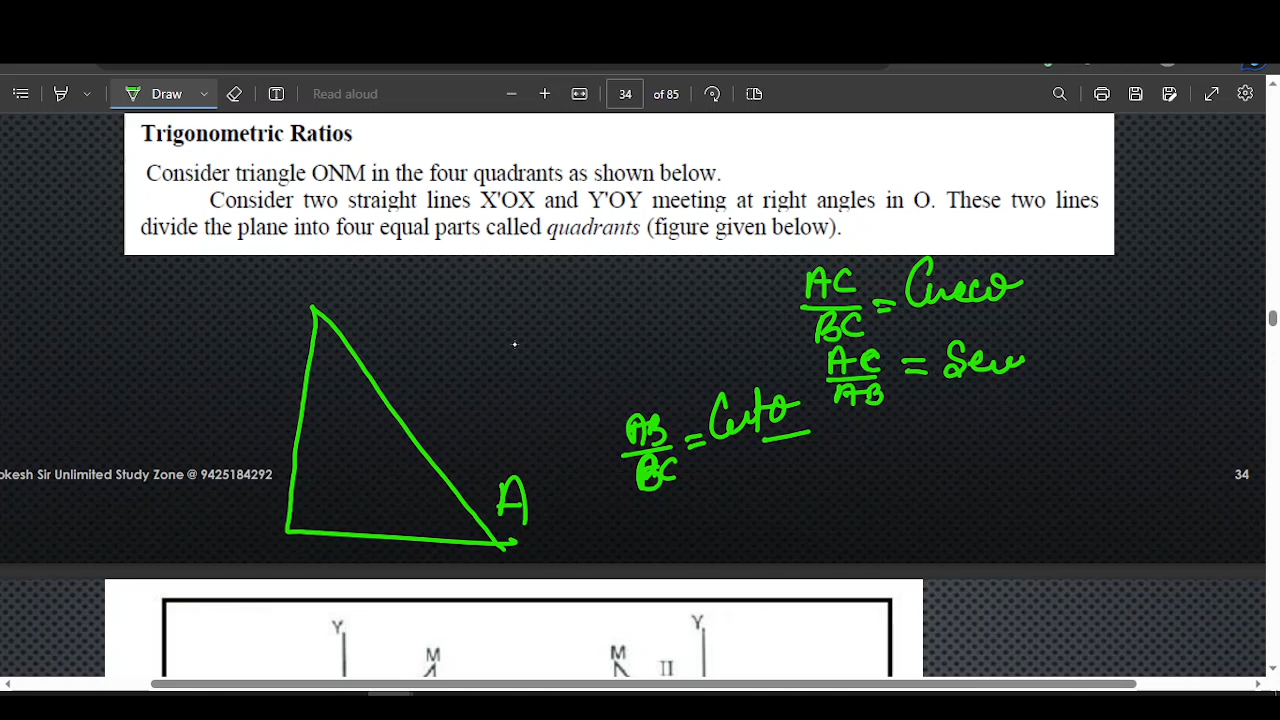 Draw
Read aloud
34 of 85
Trigonometric Ratios
Consider triangle ONM in the four quadrants as shown below.
Consider two straight lines X'OX and Y'OY meeting at right angles in O. These two lines
divide the plane into four equal parts called quadrants (figure given below).
AC
BC
=
AC
AB
=
AB
BC
= Cotθ
A
okesh Sir Unlimited Study Zone @ 9425184292
34
Y
Y
M
M
II